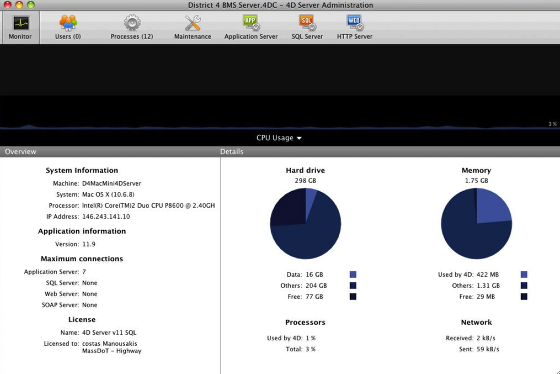 District 4 BMS Server.4DC - 4D Server Administration
Monitor
Users (0)
Processes (12)
Maintenance
Application Server
SQL Server
HTTP Server
APP
SQL
WEB
3 %
CPU Usage
Overview
Details
System Information
Machine: D4MacMini4DServer
System: Mac OS X (10.6.8)
Processor: Intel(R) Core(TM)2 Duo CPU P8600 @ 2.40GH
IP Address: 146.243.141.10
Application information
Version: 11.9
Maximum connections
Application Server: 7
SQL Server: None
Web Server: None
SOAP Server: None
License
Name: 4D Server v11 SQL
Licensed to: costas Manousakis
MassDoT - Highway
Hard drive
298 GB
Data: 16 GB
Others: 204 GB
Free: 77 GB
Memory
1.75 GB
Used by 4D: 422 MB
Others: 1.31 GB
Free: 29 MB
Processors
Used by 4D: 1 %
Total: 3 %
Network
Received: 2 kB/s
Sent: 59 kB/s